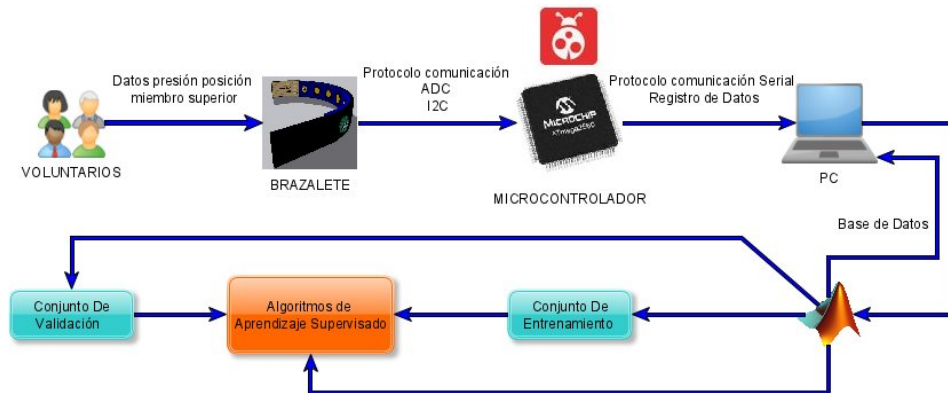 Datos presión posición
miembro superior
Protocolo comunicación
ADC
I2C
Protocolo comunicación Serial
Registro de Datos
MICROCHIP
VOLUNTARIOS
BRAZALETE
MICROCONTROLADOR
PC
Base de Datos
Conjunto De
Validación
Algoritmos de
Aprendizaje Supervisado
Conjunto De
Entrenamiento